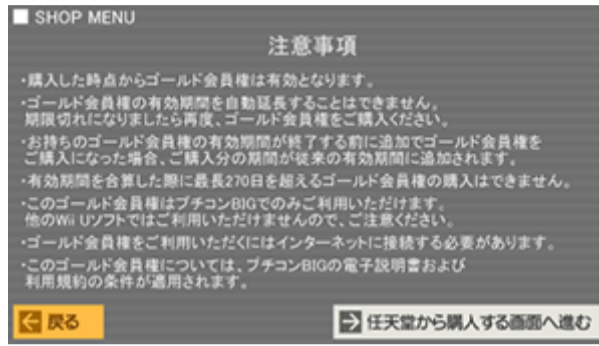 SHOP MENU
注意事項
・購入した時点からゴールド会員権は有効となります。
・ゴールド会員権の有効期間を自動延長することはできません。
期限切れになりましたら再度、ゴールド会員権をご購入ください。
・お持ちのゴールド会員権の有効期間が終了する前に追加でゴールド会員権を
ご購入になった場合、ご購入分の期間が従来の有効期間に追加されます。
・有効期間を合算した際に最長270日を超えるゴールド会員権の購入はできません。
・このゴールド会員権はプチコンBIGでのみご利用いただけます。
他のWii Uソフトではご利用いただけませんので、ご注意ください。
・ゴールド会員権をご利用いただくにはインターネットに接続する必要があります。
・このゴールド会員権については、プチコンBIGの電子説明書および
利用規約の条件が適用されます。
戻る
任天堂から購入する画面へ進む